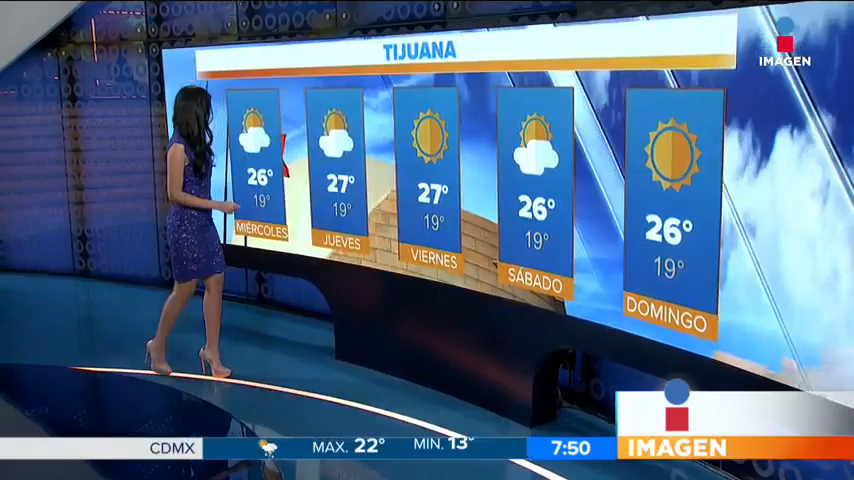 TIJUANA
IMAGEN
26° 27° 27° 26° 26°
19° 19° 19° 19° 19°
MIÉRCOLES JUEVES VIERNES SÁBADO DOMINGO
CDMX MAX. 22° MIN. 13° 7:50 IMAGEN